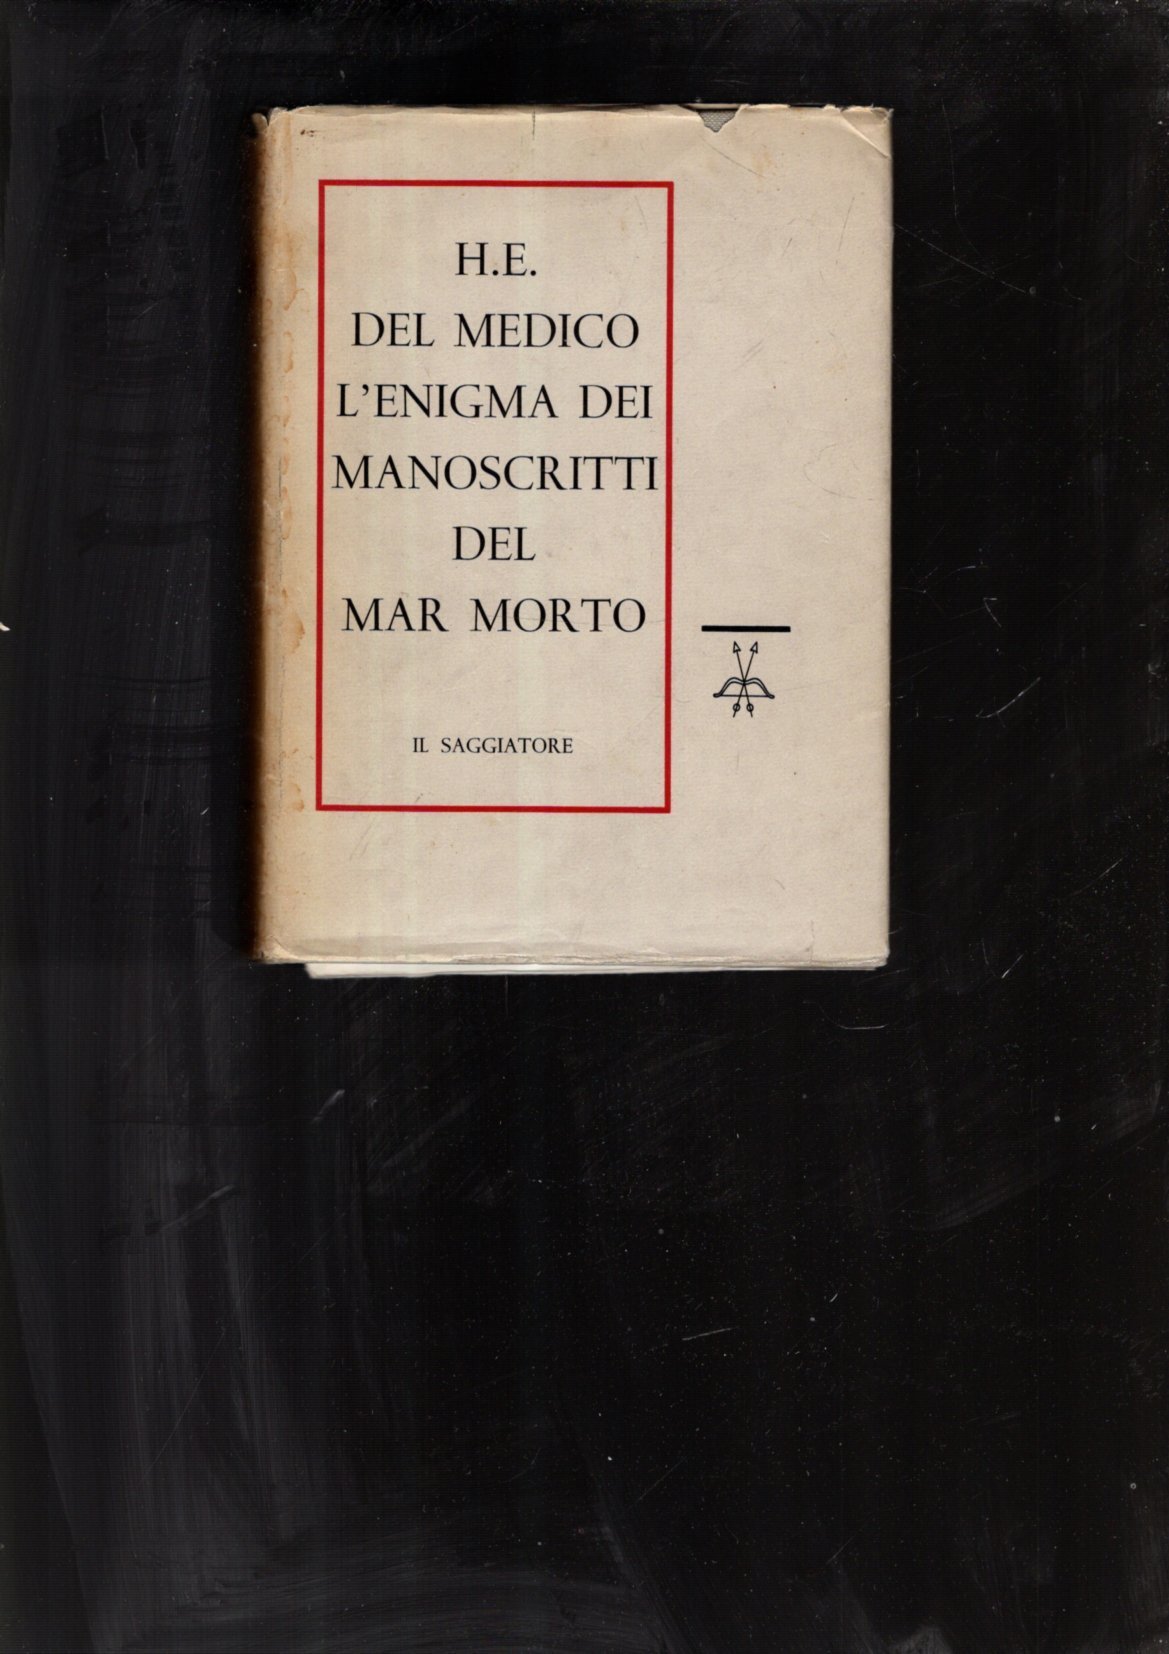 H.E.
DEL MEDICO
L'ENIGMA DEI
MANOSCRITTI
DEL
MAR MORTO
IL SAGGIATORE